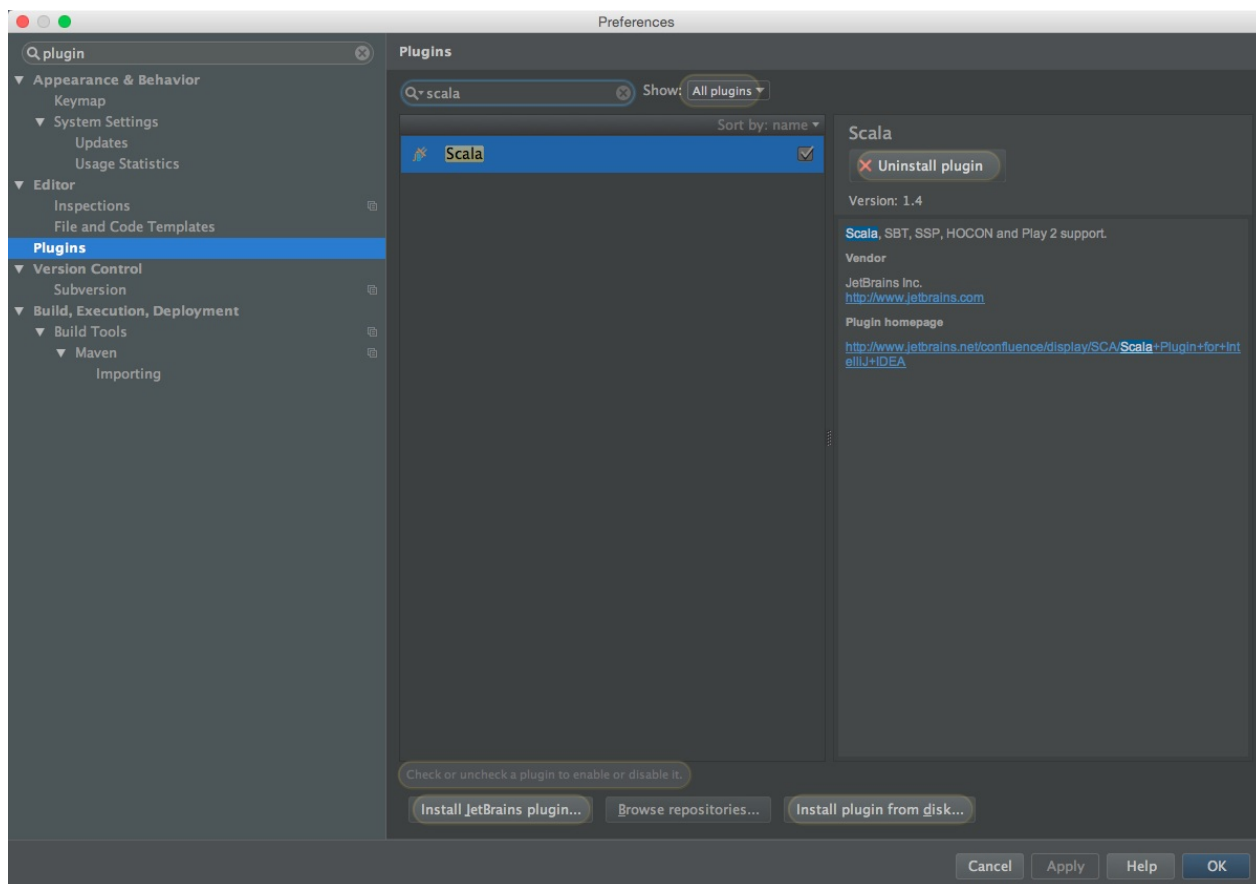 Preferences
plugin
Appearance & Behavior
Keymap
System Settings
Updates
Usage Statistics
Editor
Inspections
File and Code Templates
Plugins
Version Control
Subversion
Build, Execution, Deployment
Build Tools
Maven
Importing
Plugins
scala
Show: All plugins
Sort by: name
Scala
Scala
Uninstall plugin
Version: 1.4
Scala, SBT, SSP, HOCON and Play 2 support.
Vendor
JetBrains Inc.
http://www.jetbrains.com
Plugin homepage
http://www.jetbrains.net/confluence/display/SCA/Scala+Plugin+for+Int
elliJ+IDEA
Check or uncheck a plugin to enable or disable it.
Install JetBrains plugin...
Browse repositories...
Install plugin from disk...
Cancel
Apply
Help
OK